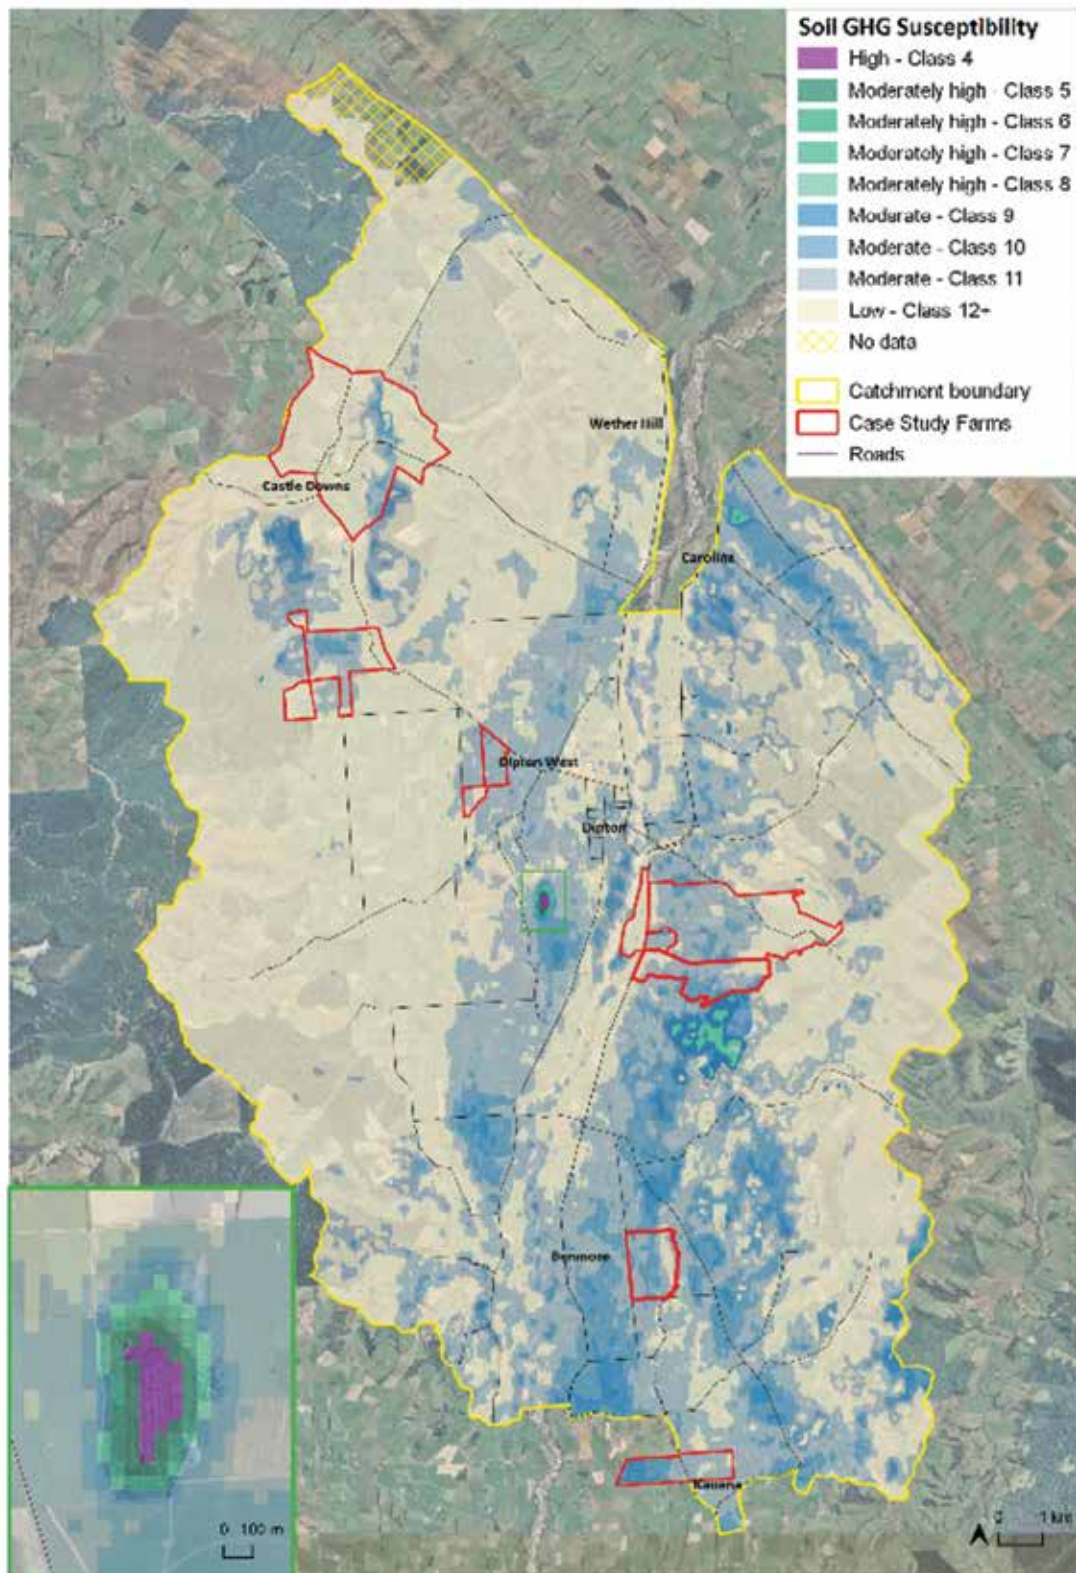 Soil GHG Susceptibility
High - Class 4
Moderately high - Class 5
Moderately high - Class 6
Moderately high - Class 7
Moderately high - Class 8
Moderate - Class 9
Moderate - Class 10
Moderate - Class 11
Low - Class 12+
No data
Catchment boundary
Case Study Farms
Roads
Wether Hill
Castle Downs
Caroline
Dipton West
Dipton
Benmore
Kauana
0 100 m
0 1 km